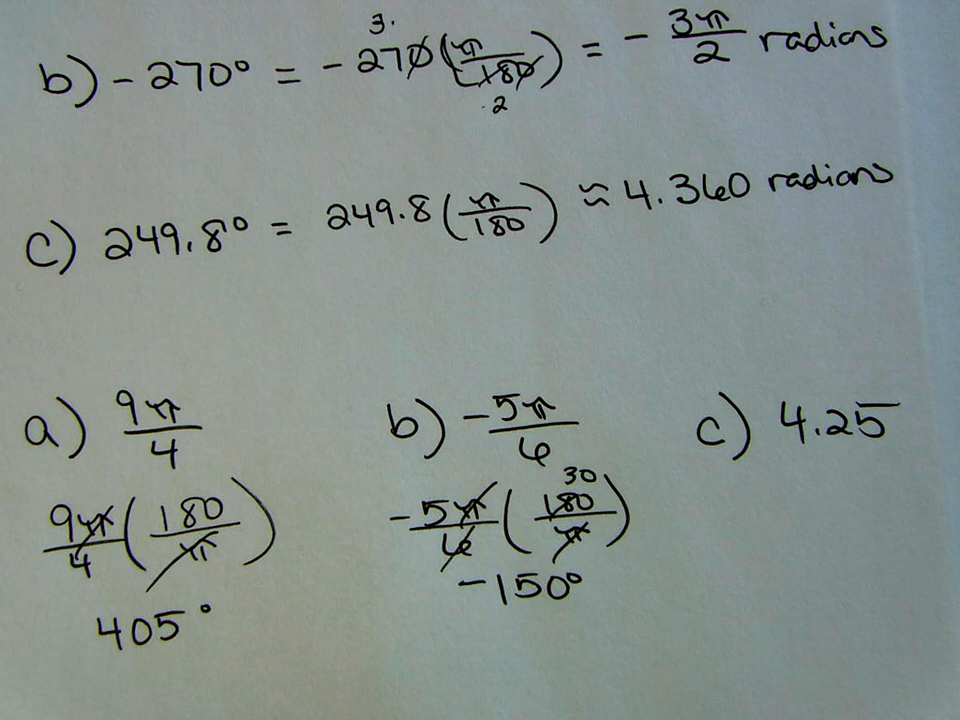 b) -270° = -270(π/180) = -3π/2 radians
3.
2
c) 249.8° = 249.8(π/180) ≈ 4.360 radians
a) 9π/4 b) -5π/6 c) 4.25
9π/4(180/π) -5π/6(180/π)
30
405° -150°